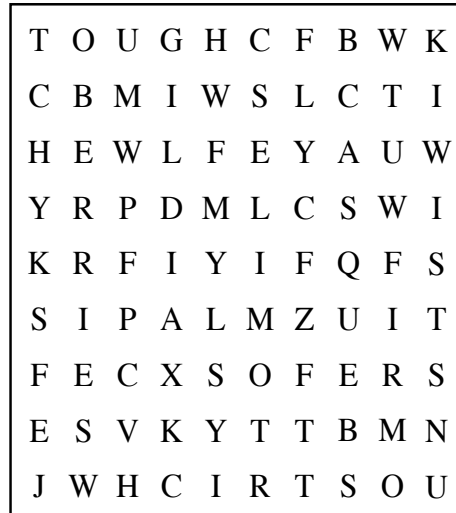 T O U G H C F B W K
C B M I W S L C T I
H E W L F E Y A U W
Y R P D M L C S W I
K R F I Y I F Q F S
S I P A L M Z U I T
F E C X S O F E R S
E S V K Y T T B M N
J W H C I R T S O U